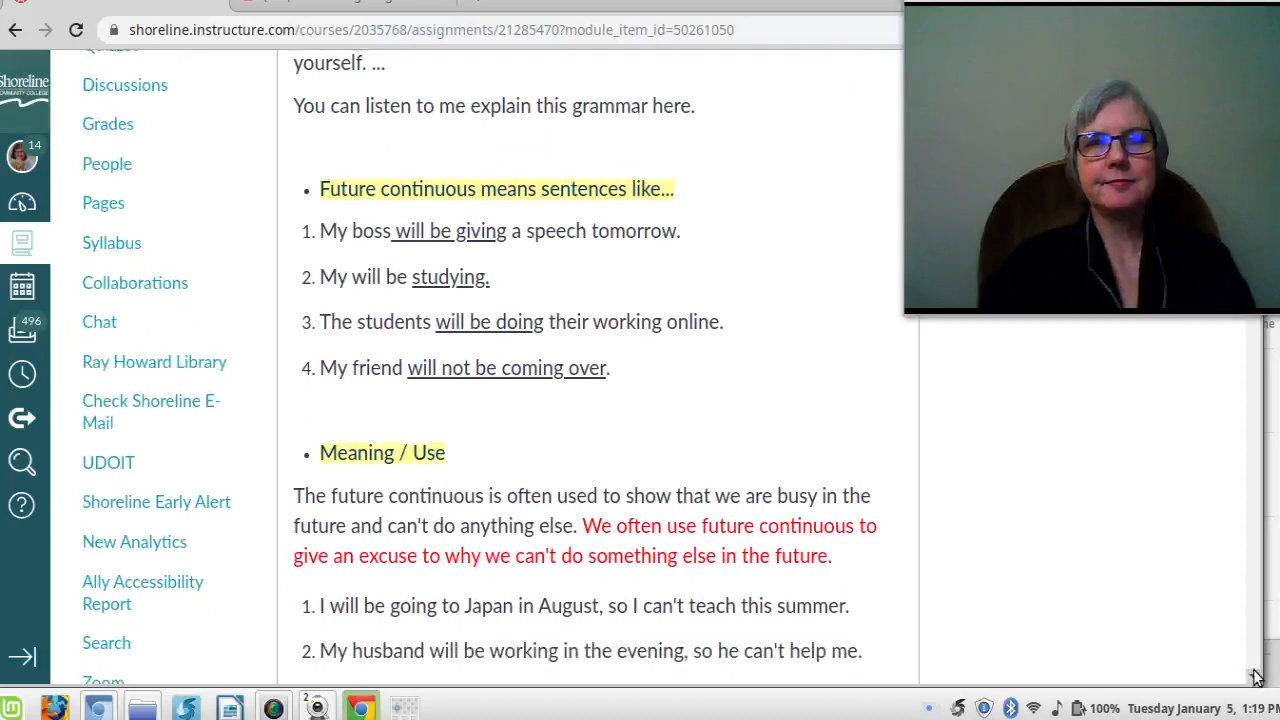 shoreline.instructure.com/courses/2035768/assignments/21285470?module_item_id=50261050
Shoreline
COMMUNITY COLLEGE
14
496
Discussions
Grades
People
Pages
Syllabus
Collaborations
Chat
Ray Howard Library
Check Shoreline E-
Mail
UDOIT
Shoreline Early Alert
New Analytics
Ally Accessibility
Report
Search
Zoom
yourself. ...
You can listen to me explain this grammar here.
• Future continuous means sentences like...
1. My boss will be giving a speech tomorrow.
2. My will be studying.
3. The students will be doing their working online.
4. My friend will not be coming over.
• Meaning / Use
The future continuous is often used to show that we are busy in the
future and can't do anything else. We often use future continuous to
give an excuse to why we can't do something else in the future.
1. I will be going to Japan in August, so I can't teach this summer.
2. My husband will be working in the evening, so he can't help me.
2
100% Tuesday January 5, 1:19 PM